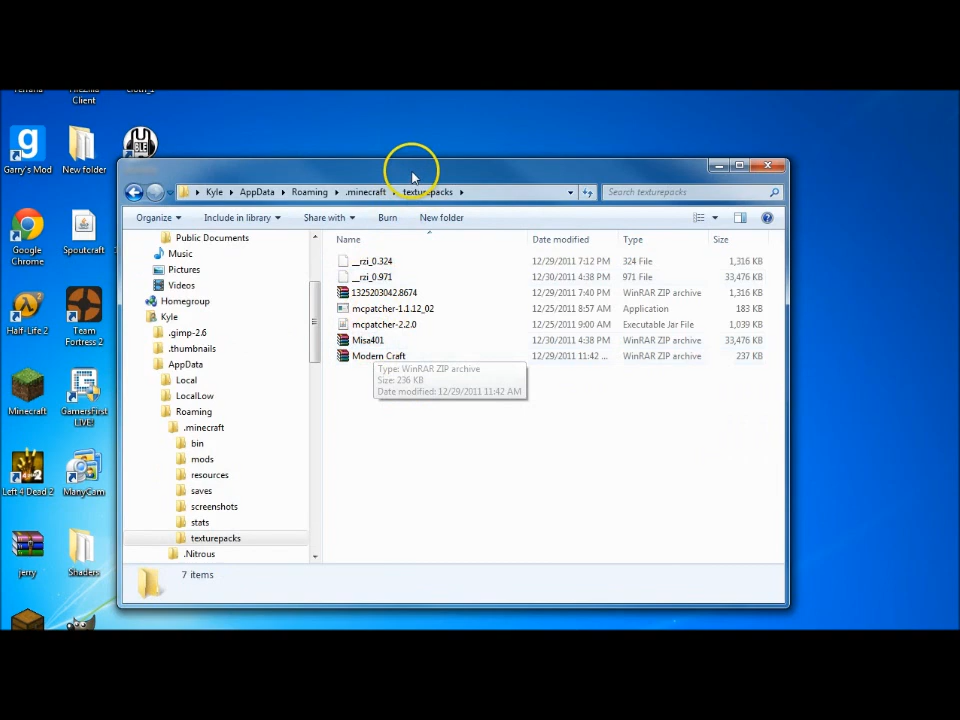 Client
Garry's Mod
New folder
Google Chrome
Spoutcraft
Half-Life 2
Team Fortress 2
Minecraft
GamersFirst LIVE!
Left 4 Dead 2
ManyCam
jerry
Shaders
Kyle AppData Roaming .minecraft texturepacks
Search texturepacks
Organize Include in library Share with Burn New folder
Public Documents
Music
Pictures
Videos
Homegroup
Kyle
.gimp-2.6
.thumbnails
AppData
Local
LocalLow
Roaming
.minecraft
bin
mods
resources
saves
screenshots
stats
texturepacks
.Nitrous
Name Date modified Type Size
__rzi_0.324 12/29/2011 7:12 PM 324 File 1,316 KB
__rzi_0.971 12/30/2011 4:38 PM 971 File 33,476 KB
1325203042.8674 12/29/2011 7:40 PM WinRAR ZIP archive 1,316 KB
mcpatcher-1.1.12_02 12/25/2011 8:57 AM Application 183 KB
mcpatcher-2.2.0 12/25/2011 9:00 AM Executable Jar File 1,039 KB
Misa401 12/30/2011 4:38 PM WinRAR ZIP archive 33,476 KB
Modern Craft 12/29/2011 11:42 ... WinRAR ZIP archive 237 KB
Type: WinRAR ZIP archive
Size: 236 KB
Date modified: 12/29/2011 11:42 AM
7 items